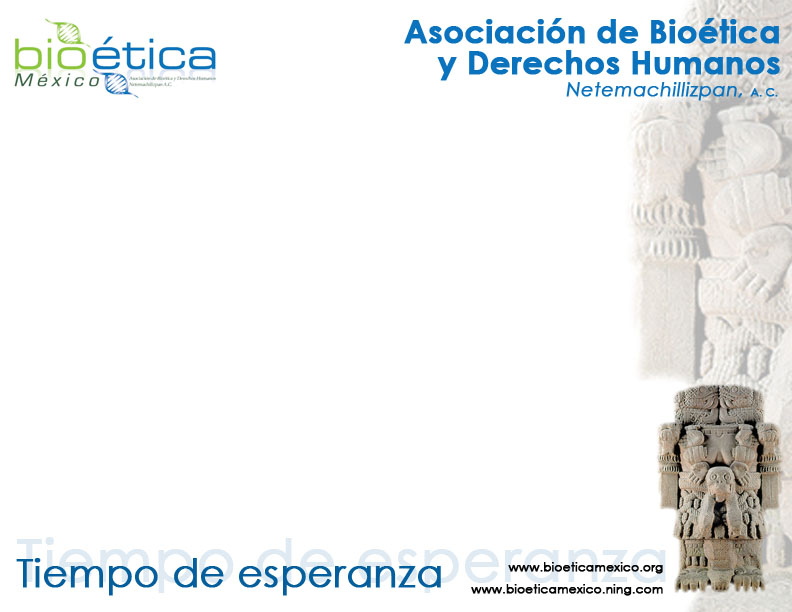 bioética
México
Asociación de Bioética y Derechos Humanos
Netemachillizpan A.C.
Asociación de Bioética
y Derechos Humanos
Netemachillizpan, A. C.
Tiempo de esperanza
Tiempo de esperanza
www.bioeticamexico.org
www.bioeticamexico.ning.com